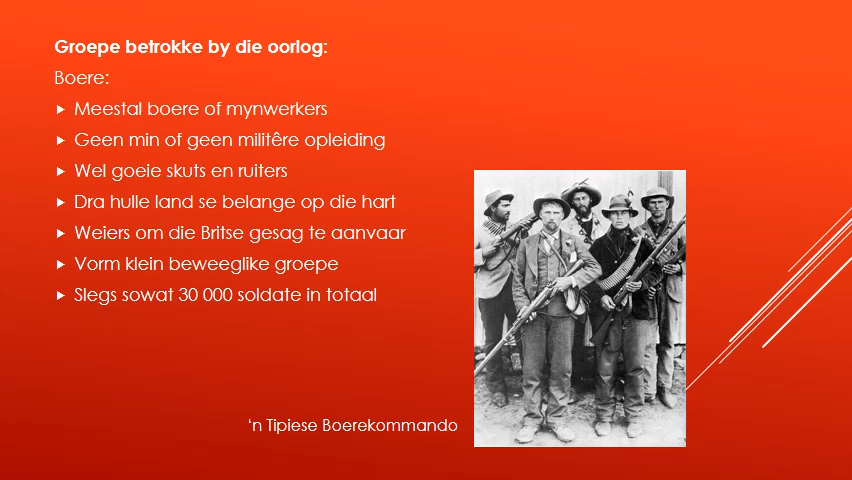 Groepe betrokke by die oorlog:
Boere:
Meestal boere of mynwerkers
Geen min of geen militêre opleiding
Wel goeie skuts en ruiters
Dra hulle land se belange op die hart
Weiers om die Britse gesag te aanvaar
Vorm klein beweeglike groepe
Slegs sowat 30 000 soldate in totaal
‘n Tipiese Boerekommando